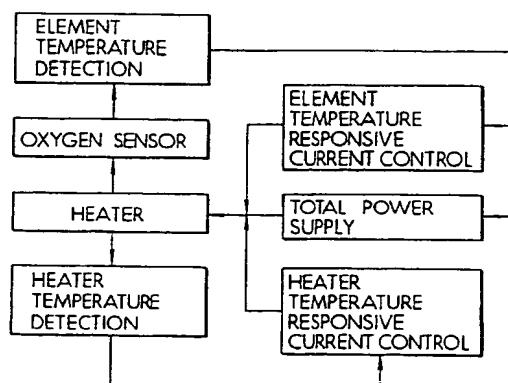 ELEMENT
TEMPERATURE
DETECTION
OXYGEN SENSOR
HEATER
HEATER
TEMPERATURE
DETECTION
ELEMENT
TEMPERATURE
RESPONSIVE
CURRENT CONTROL
TOTAL POWER
SUPPLY
HEATER
TEMPERATURE
RESPONSIVE
CURRENT CONTROL